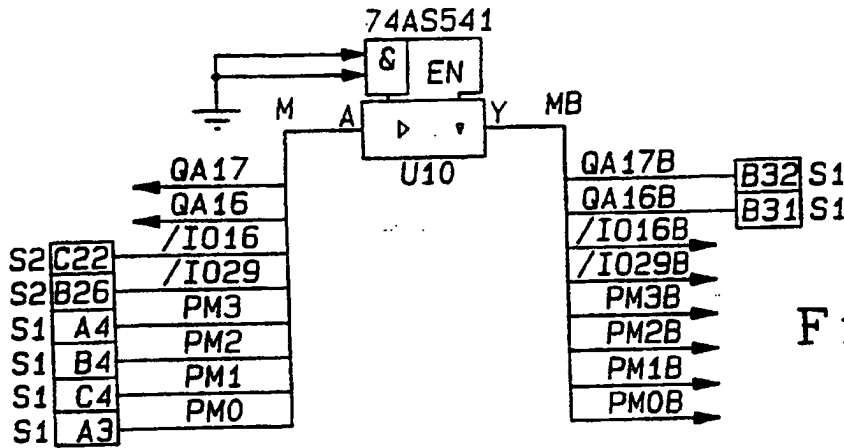 74AS541
& EN
M A Y MB
U10
QA17 QA17B B32 S1
QA16 QA16B B31 S1
/IO16 /IO16B
S2 C22
/IO29 /IO29B
S2 B26
PM3 PM3B
S1 A4
PM2 PM2B
S1 B4
PM1 PM1B
S1 C4
PM0 PM0B
S1 A3
F